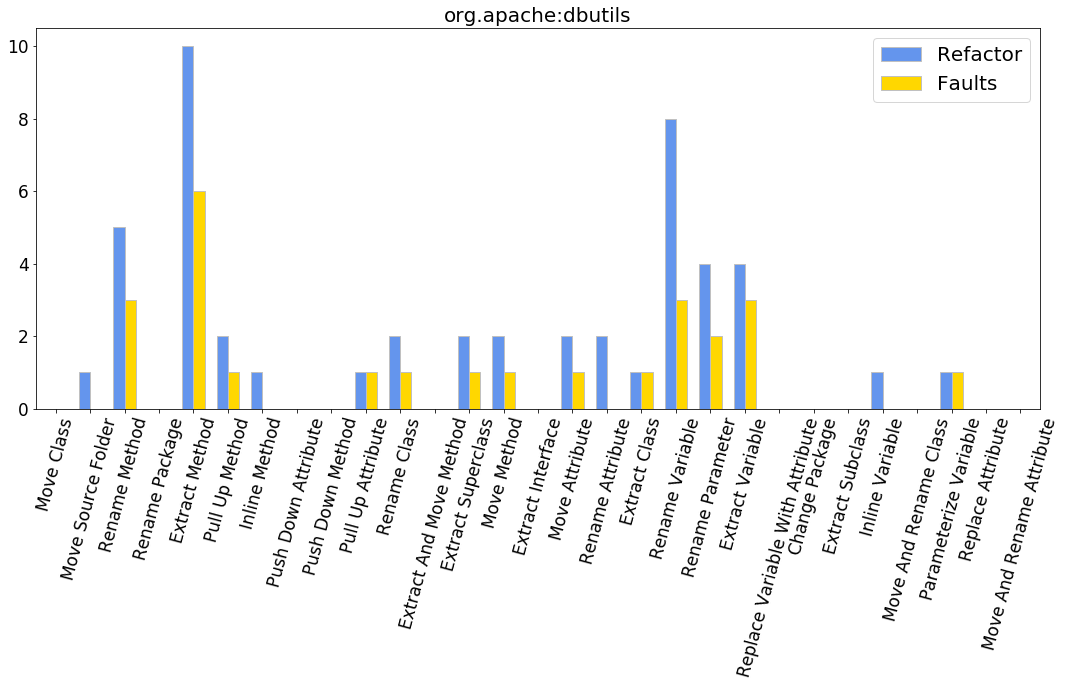 org.apache:dbutils
Refactor
Faults
10
8
6
4
2
0
Move Class
Move Source Folder
Rename Method
Rename Package
Extract Method
Pull Up Method
Inline Method
Push Down Attribute
Push Down Method
Pull Up Attribute
Rename Class
Extract And Move Method
Extract Superclass
Move Method
Extract Interface
Move Attribute
Rename Attribute
Extract Class
Rename Variable
Rename Parameter
Extract Variable
Replace Variable With Attribute
Change Package
Extract Subclass
Inline Variable
Move And Rename Class
Parameterize Variable
Replace Attribute
Move And Rename Attribute